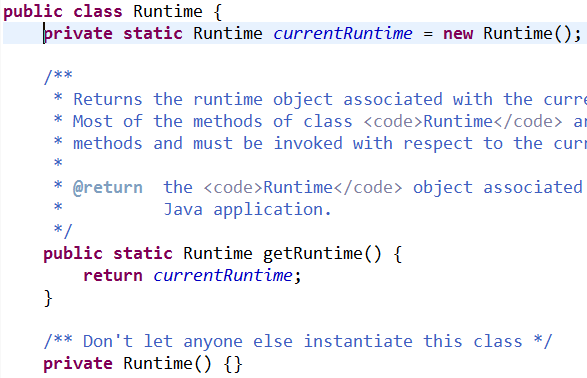 public class Runtime {
    private static Runtime currentRuntime = new Runtime();

    /**
     * Returns the runtime object associated with the curre
     * Most of the methods of class <code>Runtime</code> ar
     * methods and must be invoked with respect to the curr
     *
     * @return  the <code>Runtime</code> object associated
     *          Java application.
     */
    public static Runtime getRuntime() {
        return currentRuntime;
    }

    /** Don't let anyone else instantiate this class */
    private Runtime() {}